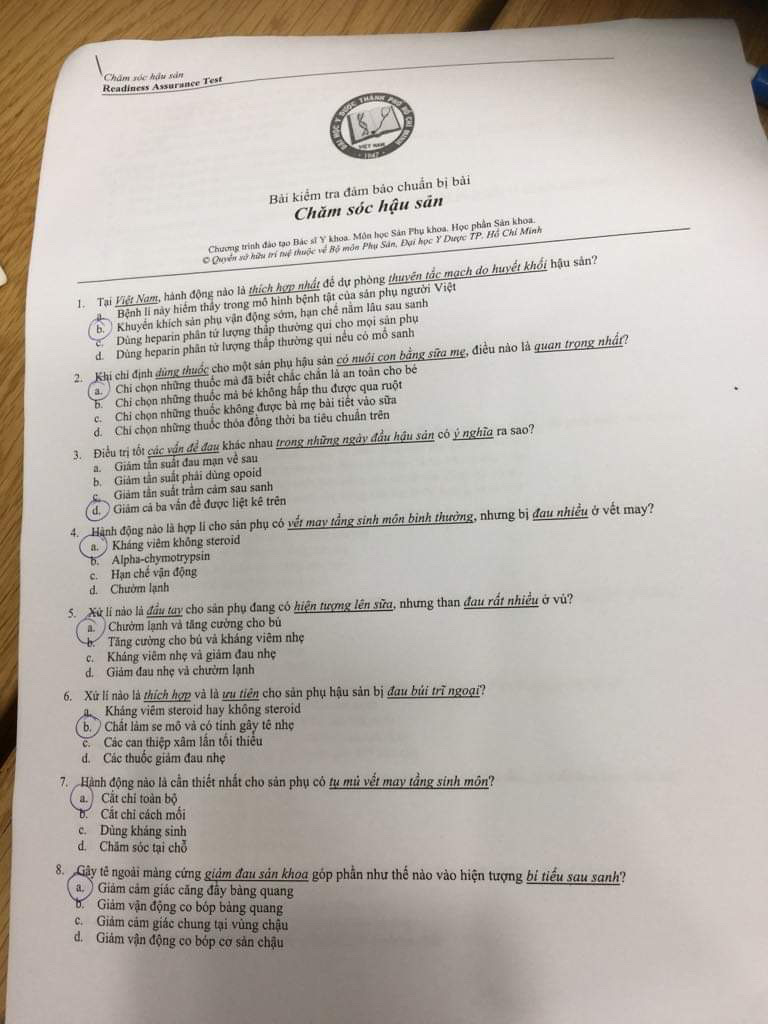 Chăm sóc hậu sản
Readiness Assurance Test
ĐẠI HỌC Y DƯỢC THÀNH PHỐ HỒ CHÍ MINH
VIỆT NAM
1947
Bài kiểm tra đảm bảo chuẩn bị bài
Chăm sóc hậu sản
Chương trình đào tạo Bác sĩ Y khoa. Môn học Sản Phụ khoa. Học phần Sản khoa.
© Quyền sở hữu trí tuệ thuộc về Bộ môn Phụ Sản, Đại học Y Dược TP. Hồ Chí Minh
1. Tại Việt Nam, hành động nào là thích hợp nhất để dự phòng thuyên tắc mạch do huyết khối hậu sản?
a. Bệnh lí này hiếm thấy trong mô hình bệnh tật của sản phụ người Việt
b. Khuyến khích sản phụ vận động sớm, hạn chế nằm lâu sau sanh
c. Dùng heparin phân tử lượng thấp thường qui cho mọi sản phụ
d. Dùng heparin phân tử lượng thấp thường qui nếu có mổ sanh
2. Khi chỉ định dùng thuốc cho một sản phụ hậu sản có nuôi con bằng sữa mẹ, điều nào là quan trọng nhất?
a. Chỉ chọn những thuốc mà đã biết chắc chắn là an toàn cho bé
b. Chỉ chọn những thuốc mà bé không hấp thu được qua ruột
c. Chỉ chọn những thuốc không được bà mẹ bài tiết vào sữa
d. Chỉ chọn những thuốc thỏa đồng thời ba tiêu chuẩn trên
3. Điều trị tốt các vấn đề đau khác nhau trong những ngày đầu hậu sản có ý nghĩa ra sao?
a. Giảm tần suất đau mạn về sau
b. Giảm tần suất phải dùng opoid
c. Giảm tần suất trầm cảm sau sanh
d. Giảm cả ba vấn đề được liệt kê trên
4. Hành động nào là hợp lí cho sản phụ có vết may tầng sinh môn bình thường, nhưng bị đau nhiều ở vết may?
a. Kháng viêm không steroid
b. Alpha-chymotrypsin
c. Hạn chế vận động
d. Chườm lạnh
5. Xử lí nào là đầu tay cho sản phụ đang có hiện tượng lên sữa, nhưng than đau rất nhiều ở vú?
a. Chườm lạnh và tăng cường cho bú
b. Tăng cường cho bú và kháng viêm nhẹ
c. Kháng viêm nhẹ và giảm đau nhẹ
d. Giảm đau nhẹ và chườm lạnh
6. Xử lí nào là thích hợp và là ưu tiên cho sản phụ hậu sản bị đau búi trĩ ngoại?
a. Kháng viêm steroid hay không steroid
b. Chất làm se mô và có tính gây tê nhẹ
c. Các can thiệp xâm lấn tối thiểu
d. Các thuốc giảm đau nhẹ
7. Hành động nào là cần thiết nhất cho sản phụ có tụ mủ vết may tầng sinh môn?
a. Cắt chỉ toàn bộ
b. Cắt chỉ cách mối
c. Dùng kháng sinh
d. Chăm sóc tại chỗ
8. Gây tê ngoài màng cứng giảm đau sản khoa góp phần như thế nào vào hiện tượng bí tiểu sau sanh?
a. Giảm cảm giác căng đầy bàng quang
b. Giảm vận động co bóp bàng quang
c. Giảm cảm giác chung tại vùng chậu
d. Giảm vận động co bóp cơ sàn chậu